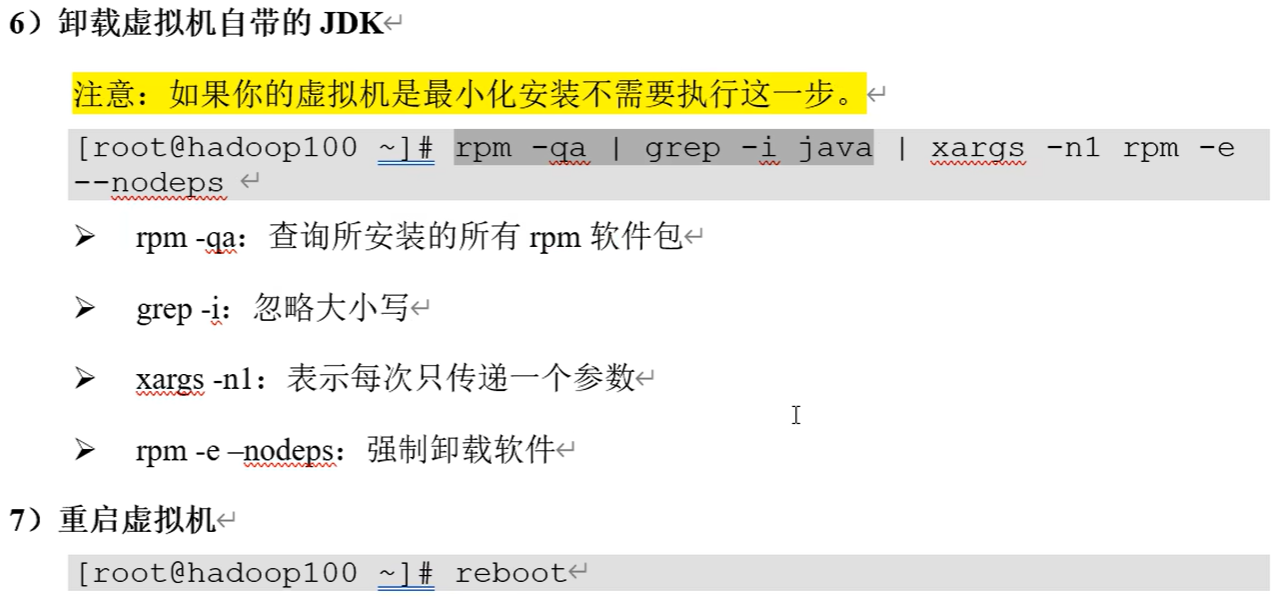 6）卸载虚拟机自带的 JDK↵
注意：如果你的虚拟机是最小化安装不需要执行这一步。↵
[root@hadoop100 ~]# rpm -qa | grep -i java | xargs -n1 rpm -e
--nodeps ↵
➢ rpm -qa：查询所安装的所有 rpm 软件包↵
➢ grep -i：忽略大小写↵
➢ xargs -n1：表示每次只传递一个参数↵
➢ rpm -e –nodeps：强制卸载软件↵
7）重启虚拟机↵
[root@hadoop100 ~]# reboot↵